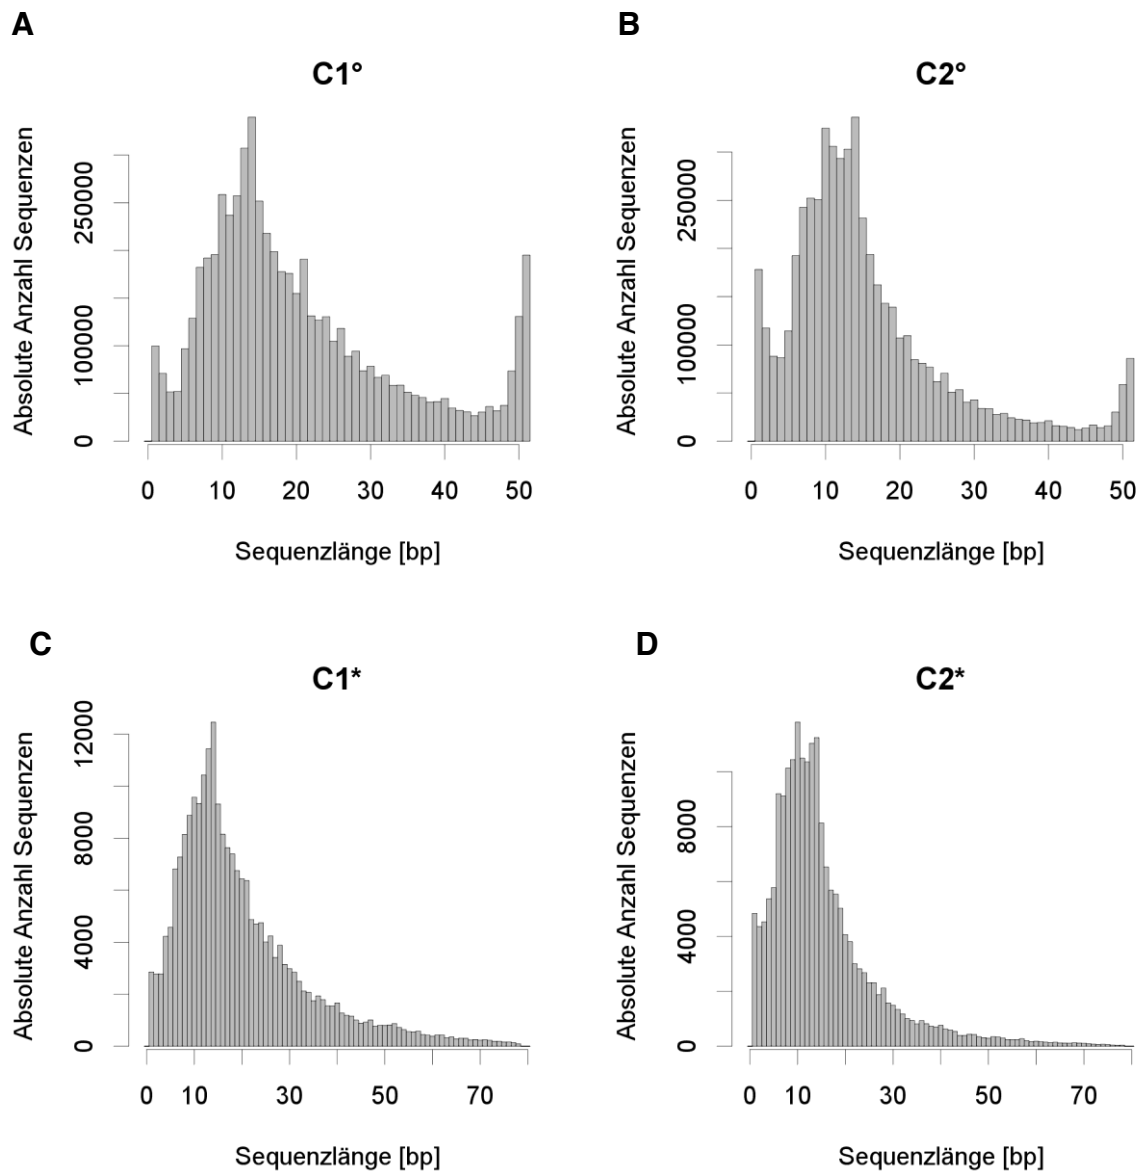 A
B
C1°
C2°
Absolute Anzahl Sequenzen
0
100000
250000
0
10
20
30
40
50
Sequenzlänge [bp]
Absolute Anzahl Sequenzen
0
100000
250000
0
10
20
30
40
50
Sequenzlänge [bp]
C
D
C1*
C2*
Absolute Anzahl Sequenzen
0
4000
8000
12000
0
10
30
50
70
Sequenzlänge [bp]
Absolute Anzahl Sequenzen
0
4000
8000
0
10
30
50
70
Sequenzlänge [bp]